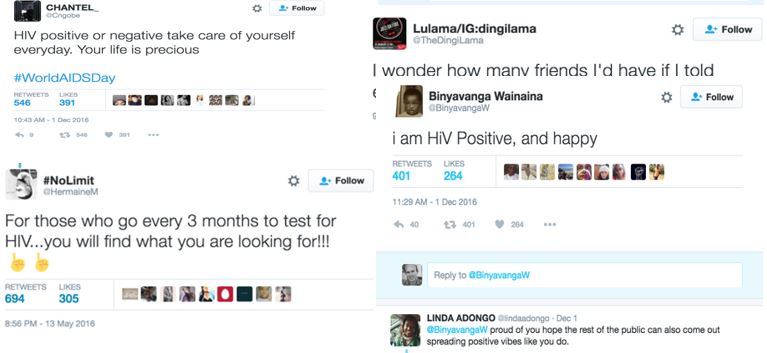 CHANTEL_
@Cngobe
Follow
HIV positive or negative take care of yourself
everyday. Your life is precious
#WorldAIDSDay
RETWEETS LIKES
546 391
10:43 AM - 1 Dec 2016
9 546 391
#NoLimit
@HermaineM
Follow
For those who go every 3 months to test for
HIV...you will find what you are looking for!!!
☝☝
RETWEETS LIKES
694 305
8:56 PM - 13 May 2016
Lulama/IG:dingilama
@TheDingiLama
Follow
I wonder how many friends I'd have if I told
Binyavanga Wainaina
@BinyavangaW
Follow
i am HiV Positive, and happy
RETWEETS LIKES
401 264
11:29 AM - 1 Dec 2016
40 401 264
Reply to @BinyavangaW
LINDA ADONGO @lindaadongo · Dec 1
@BinyavangaW proud of you hope the rest of the public can also come out
spreading positive vibes like you do.